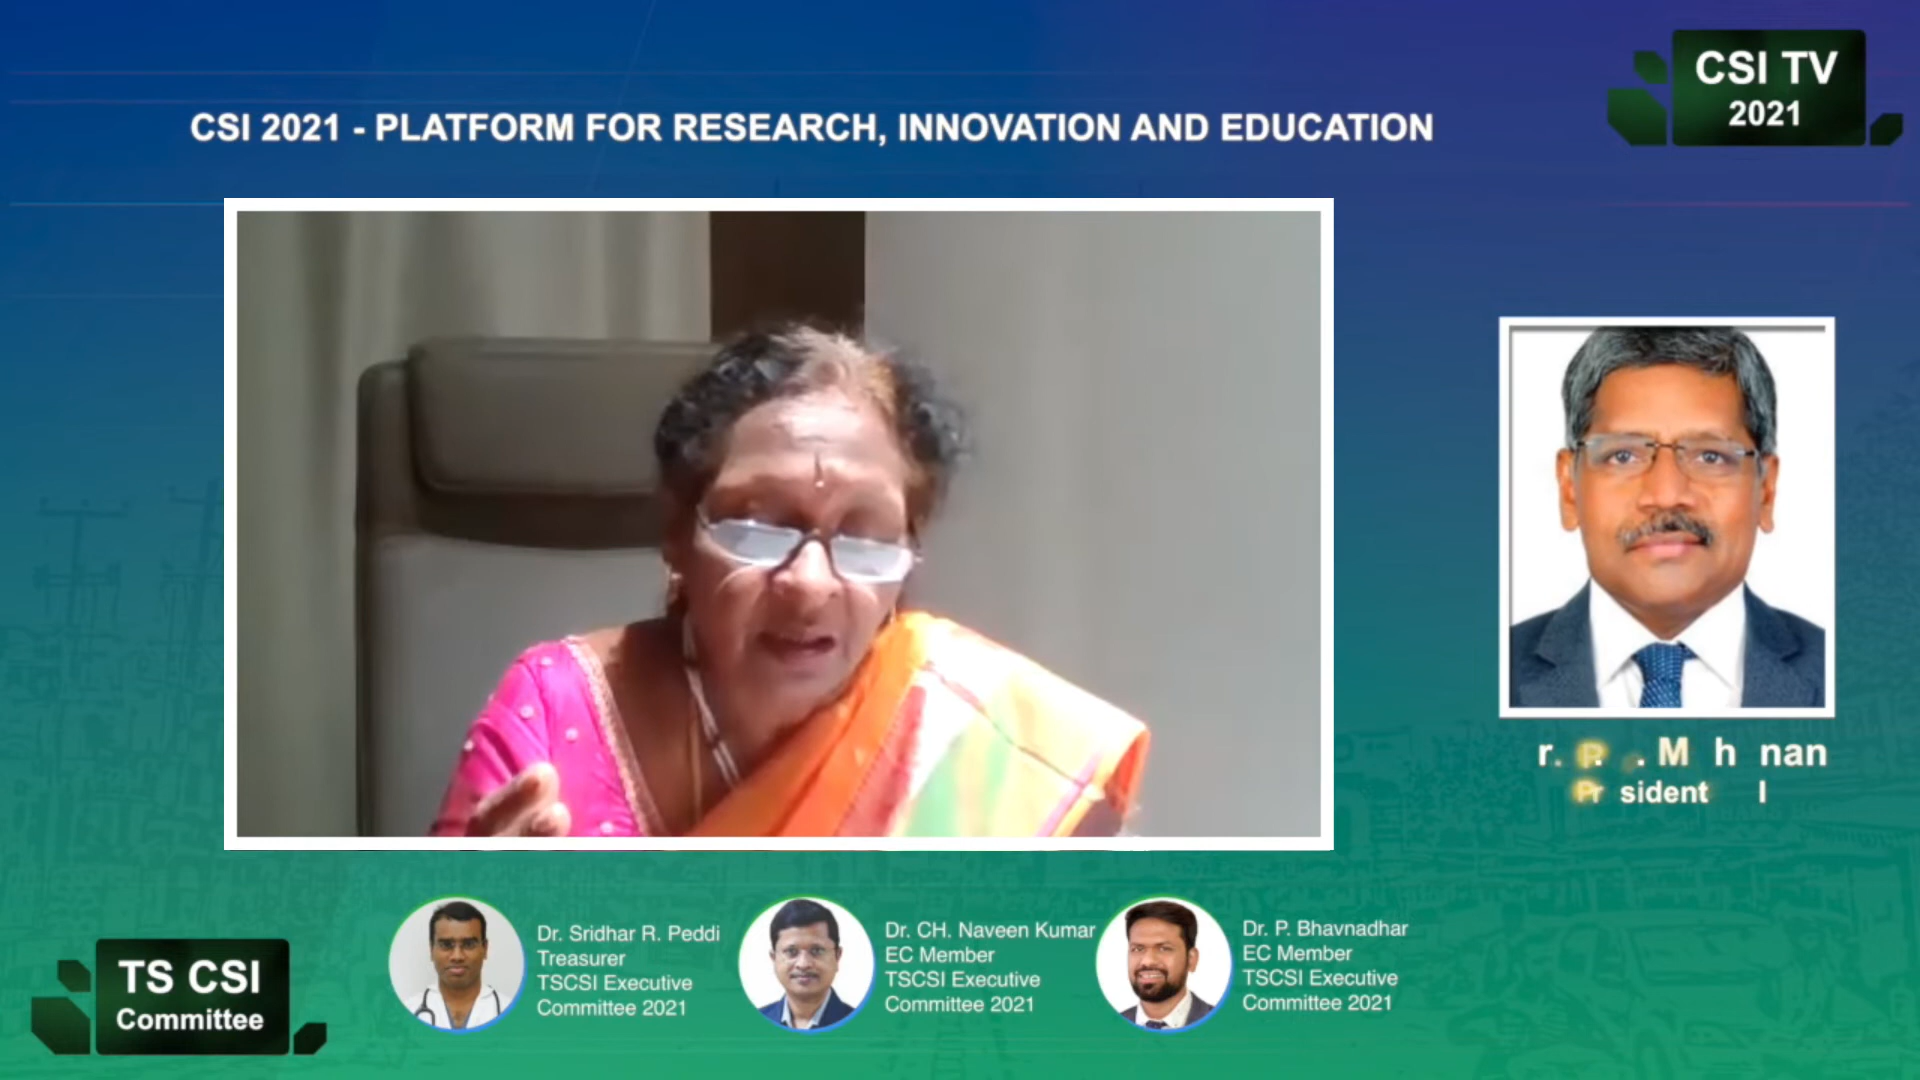 CSI TV
2021
CSI 2021 - PLATFORM FOR RESEARCH, INNOVATION AND EDUCATION
TS CSI
Committee
Dr. Sridhar R. Peddi
Treasurer
TSCSI Executive
Committee 2021
Dr. CH. Naveen Kumar
EC Member
TSCSI Executive
Committee 2021
Dr. P. Bhavnadhar
EC Member
TSCSI Executive
Committee 2021